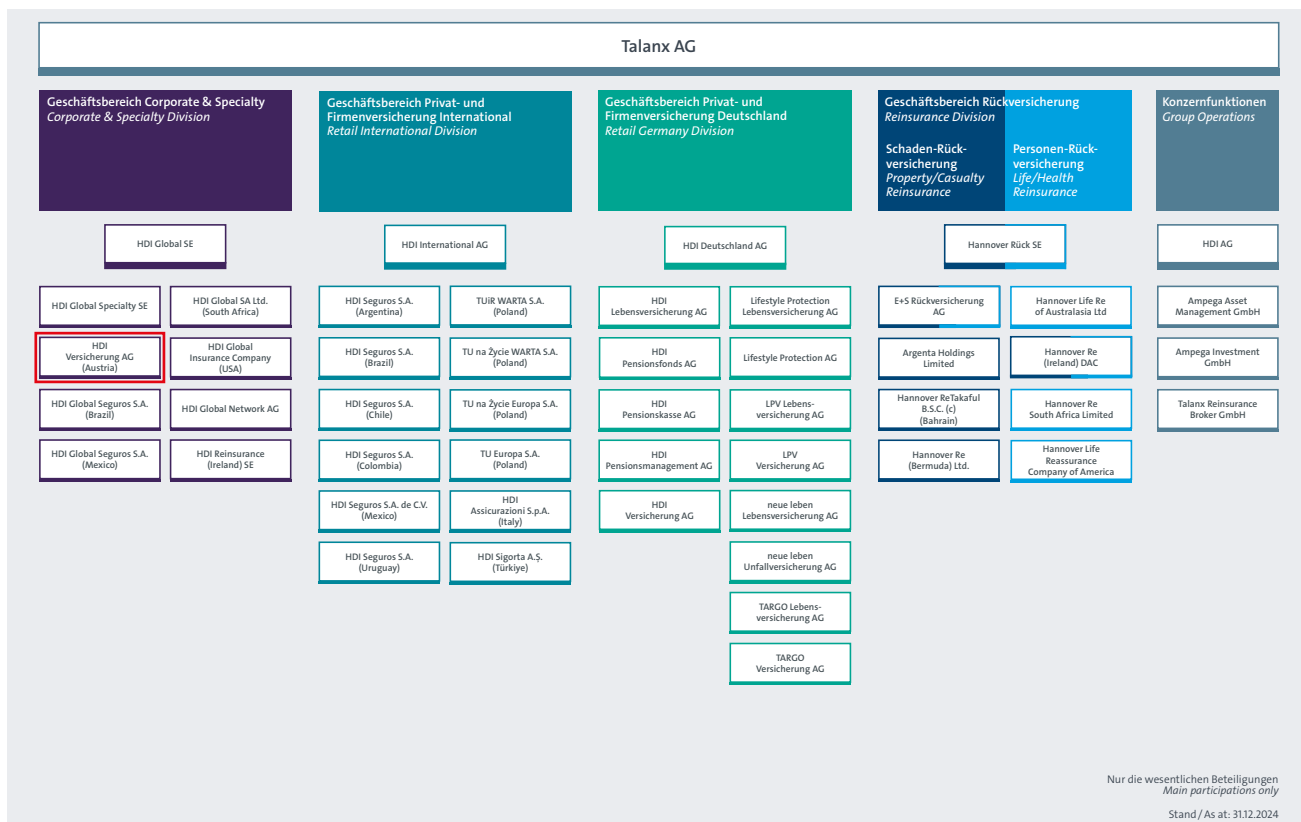 Talanx AG
Geschäftsbereich Corporate & Specialty
Corporate & Specialty Division
Geschäftsbereich Privat- und
Firmenversicherung International
Retail International Division
Geschäftsbereich Privat- und
Firmenversicherung Deutschland
Retail Germany Division
Geschäftsbereich Rückversicherung
Reinsurance Division
Schaden-Rück-
versicherung
Property/Casualty
Reinsurance
Personen-Rück-
versicherung
Life/Health
Reinsurance
Konzernfunktionen
Group Operations
HDI Global SE
HDI International AG
HDI Deutschland AG
Hannover Rück SE
HDI AG
HDI Global Specialty SE
HDI
Versicherung AG
(Austria)
HDI Global Seguros S.A.
(Brazil)
HDI Global Seguros S.A.
(Mexico)
HDI Global SA Ltd.
(South Africa)
HDI Global
Insurance Company
(USA)
HDI Global Network AG
HDI Reinsurance
(Ireland) SE
HDI Seguros S.A.
(Argentina)
HDI Seguros S.A.
(Brazil)
HDI Seguros S.A.
(Chile)
HDI Seguros S.A.
(Colombia)
HDI Seguros S.A. de C.V.
(Mexico)
HDI Seguros S.A.
(Uruguay)
TUiR WARTA S.A.
(Poland)
TU na Życie WARTA S.A.
(Poland)
TU na Życie Europa S.A.
(Poland)
TU Europa S.A.
(Poland)
HDI
Assicurazioni S.p.A.
(Italy)
HDI Sigorta A.Ş.
(Türkiye)
HDI
Lebensversicherung AG
HDI
Pensionsfonds AG
HDI
Pensionskasse AG
HDI
Pensionsmanagement AG
HDI
Versicherung AG
Lifestyle Protection
Lebensversicherung AG
Lifestyle Protection AG
LPV Lebens-
versicherung AG
LPV
Versicherung AG
neue leben
Lebensversicherung AG
neue leben
Unfallversicherung AG
TARGO Lebens-
versicherung AG
TARGO
Versicherung AG
E+S Rückversicherung
AG
Argenta Holdings
Limited
Hannover ReTakaful
B.S.C. (c)
(Bahrain)
Hannover Re
(Bermuda) Ltd.
Hannover Life Re
of Australasia Ltd
Hannover Re
(Ireland) DAC
Hannover Re
South Africa Limited
Hannover Life
Reassurance
Company of America
Ampega Asset
Management GmbH
Ampega Investment
GmbH
Talanx Reinsurance
Broker GmbH
Nur die wesentlichen Beteiligungen
Main participations only
Stand / As at: 31.12.2024